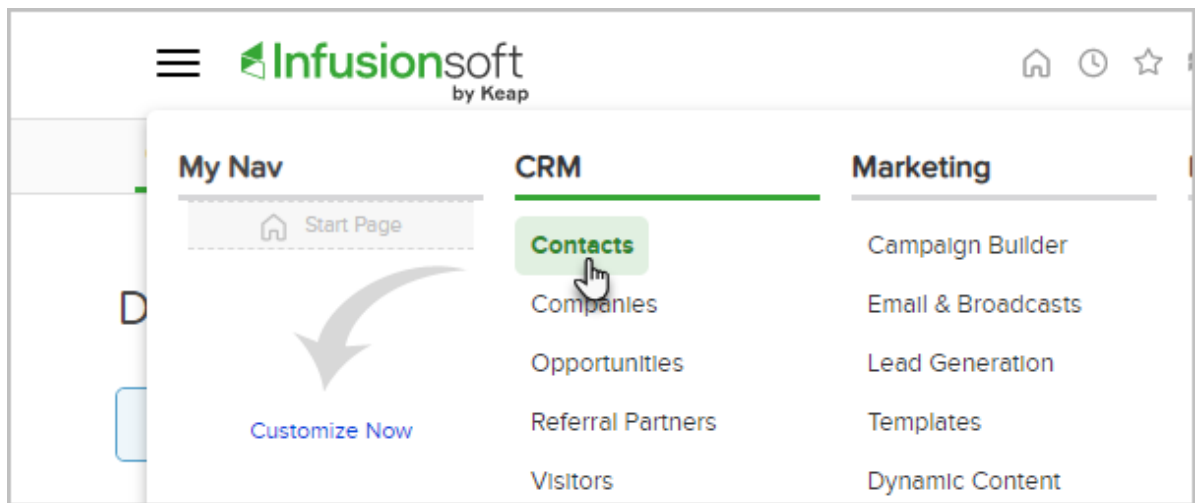 Infusionsoft
by Keap
My Nav
CRM
Marketing
Start Page
Contacts
Campaign Builder
Companies
Email & Broadcasts
Opportunities
Lead Generation
Customize Now
Referral Partners
Templates
Visitors
Dynamic Content